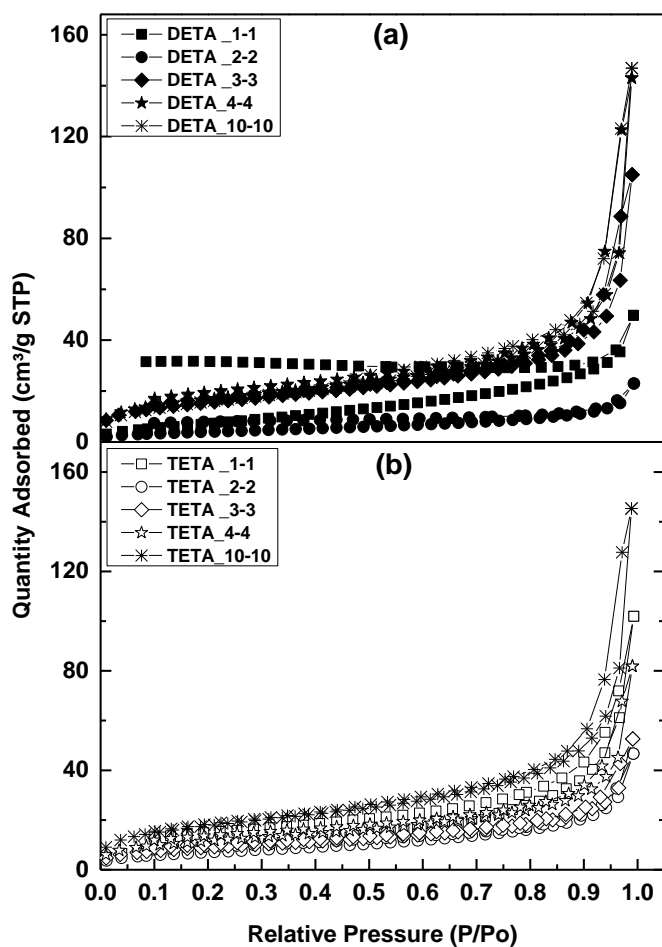 160
120
80
40
0
(a)
DETA _1-1
DETA _2-2
DETA _3-3
DETA_4-4
DETA_10-10
Quantity Adsorbed (cm³/g STP)
160
120
80
40
0
(b)
TETA _1-1
TETA _2-2
TETA _3-3
TETA_4-4
TETA_10-10
0.0 0.1 0.2 0.3 0.4 0.5 0.6 0.7 0.8 0.9 1.0
Relative Pressure (P/Po)